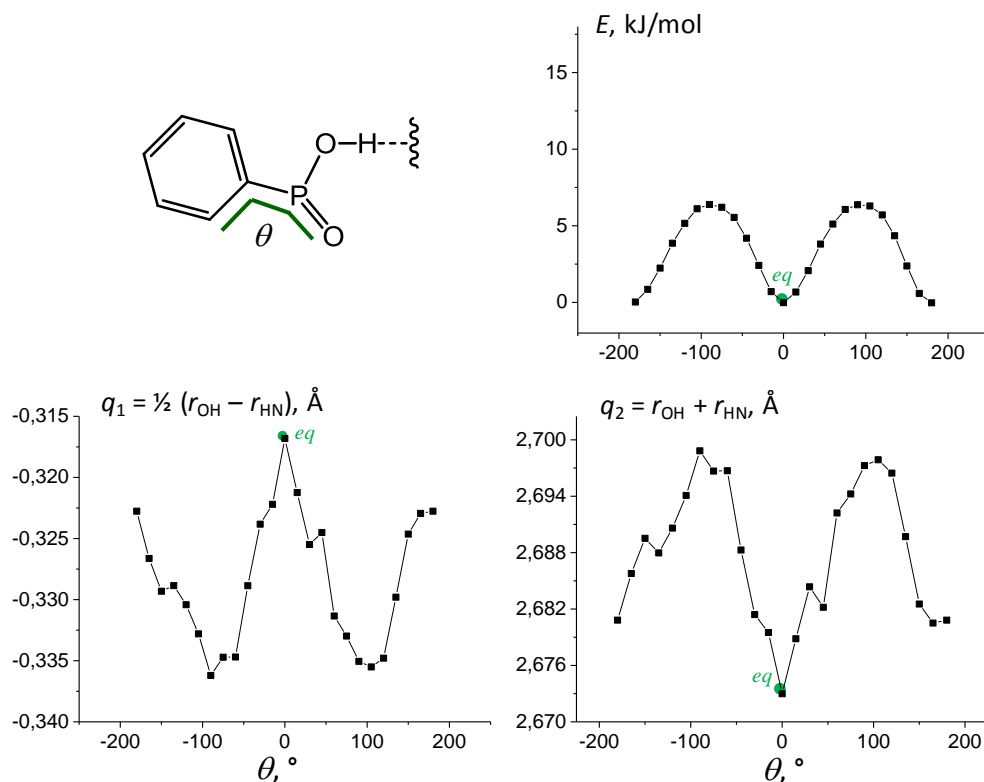 O H
P
O
θ
E, kJ/mol
15
10
5
0
eq
-200 -100 0 100 200
q₁ = ½ (r_OH – r_HN), Å
-0,315
-0,320
-0,325
-0,330
-0,335
-0,340
eq
-200 -100 0 100 200
θ, °
q₂ = r_OH + r_HN, Å
2,700
2,694
2,688
2,682
2,676
2,670
eq
-200 -100 0 100 200
θ, °